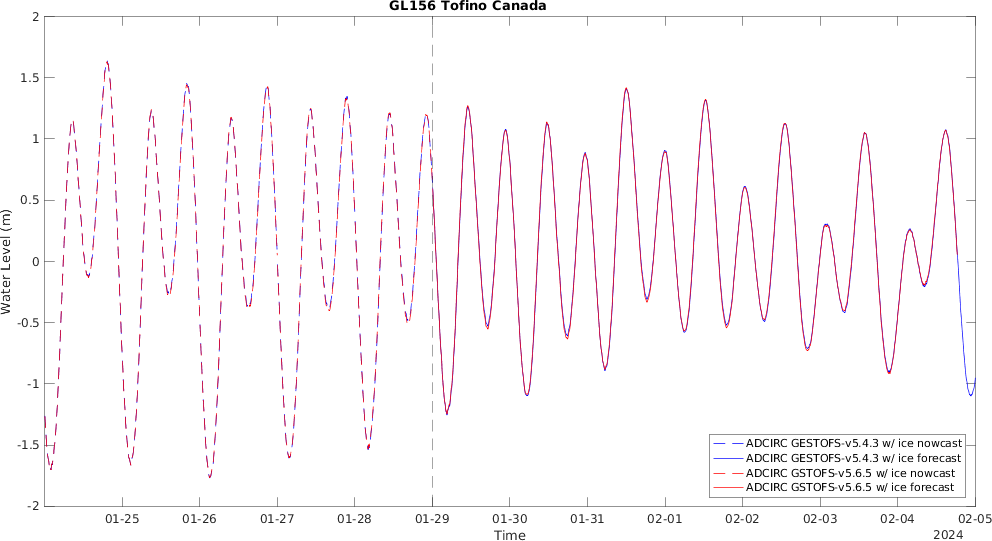 GL156 Tofino Canada
2
1.5
1
0.5
0
-0.5
-1
-1.5
-2
Water Level (m)
01-25 01-26 01-27 01-28 01-29 01-30 01-31 02-01 02-02 02-03 02-04 02-05
Time
2024
ADCIRC GESTOFS-v5.4.3 w/ ice nowcast
ADCIRC GESTOFS-v5.4.3 w/ ice forecast
ADCIRC GSTOFS-v5.6.5 w/ ice nowcast
ADCIRC GSTOFS-v5.6.5 w/ ice forecast